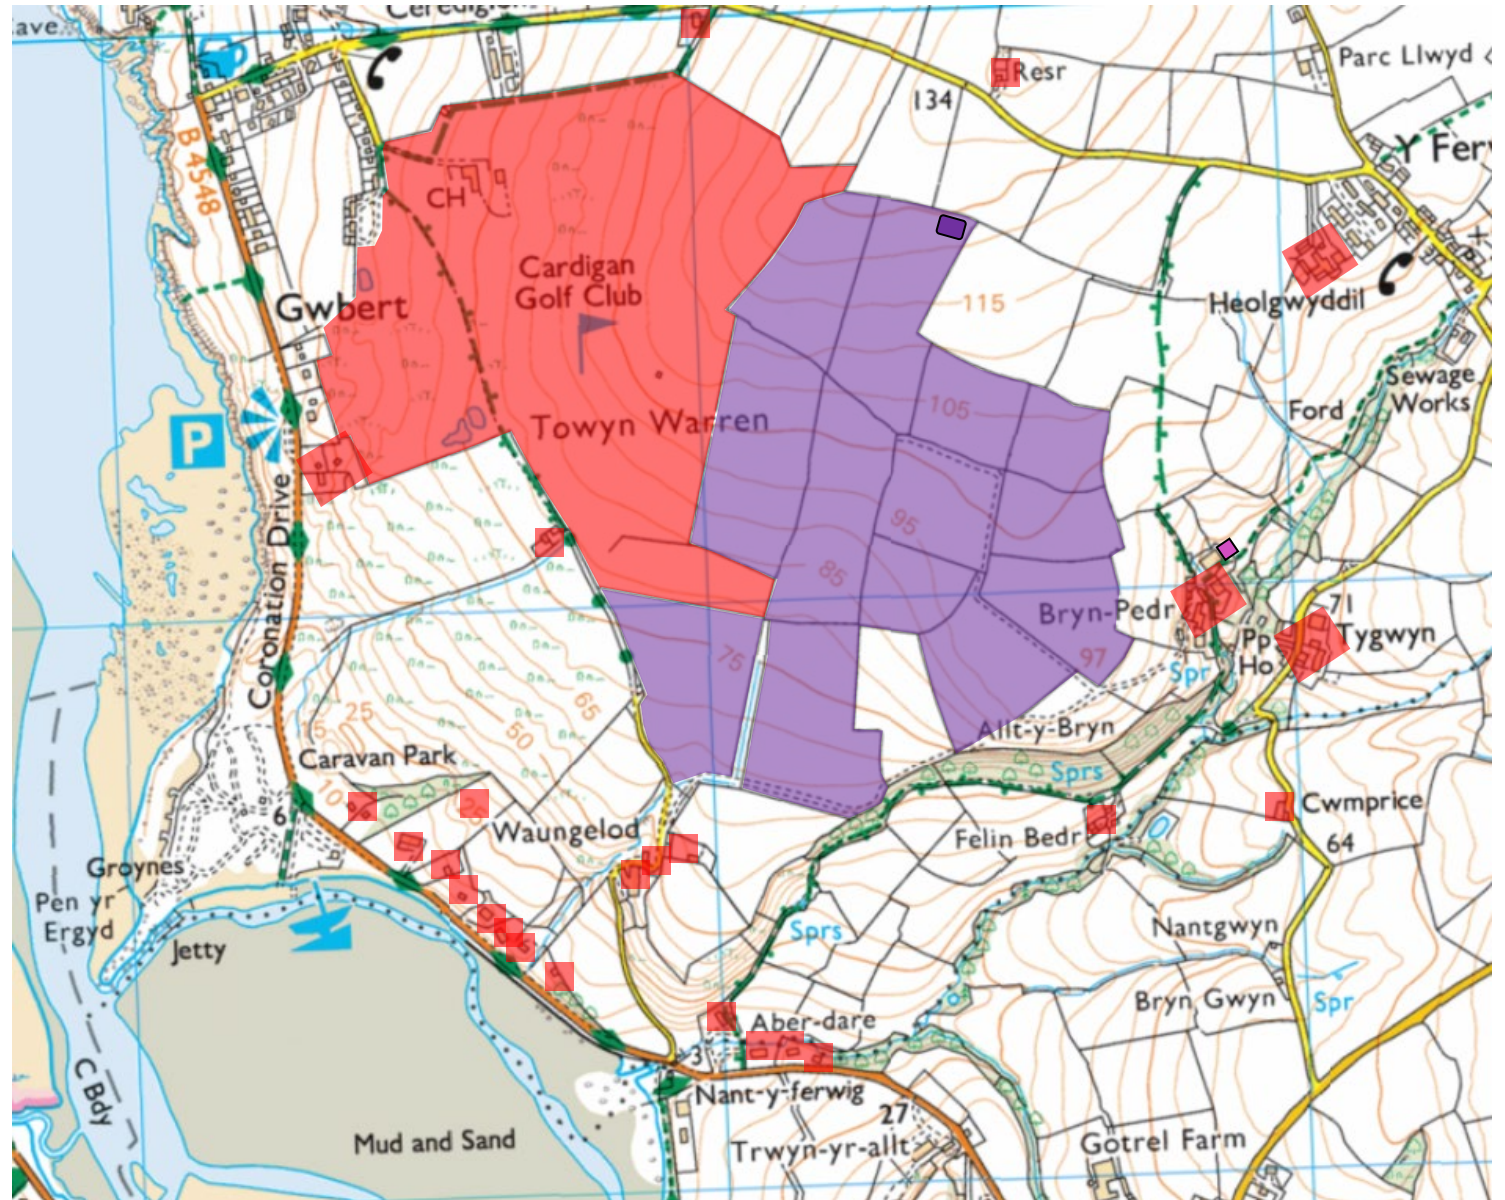 Ceredigion
Parc Llwyd
Resr
134
B 4548
CH
Y Fer
Cardigan
Golf Club
Gwbert
115
Heolgwyddil
Sewage
Works
105
Ford
Towyn Warren
P
Coronation Drive
95
85
71
Bryn-Pedr
Tygwyn
Pp
Ho
75
97
Spr
65
25
15
50
Allt-y-Bryn
Caravan Park
Sprs
10
6
Cwmprice
Waungelod
Felin Bedr
64
Groynes
Pen yr
Ergyd
Jetty
Sprs
Nantgwyn
Bryn Gwyn
Spr
Aber-dare
3
C Bdy
Nant-y-ferwig
27
Mud and Sand
Trwyn-yr-allt
Gotrel Farm